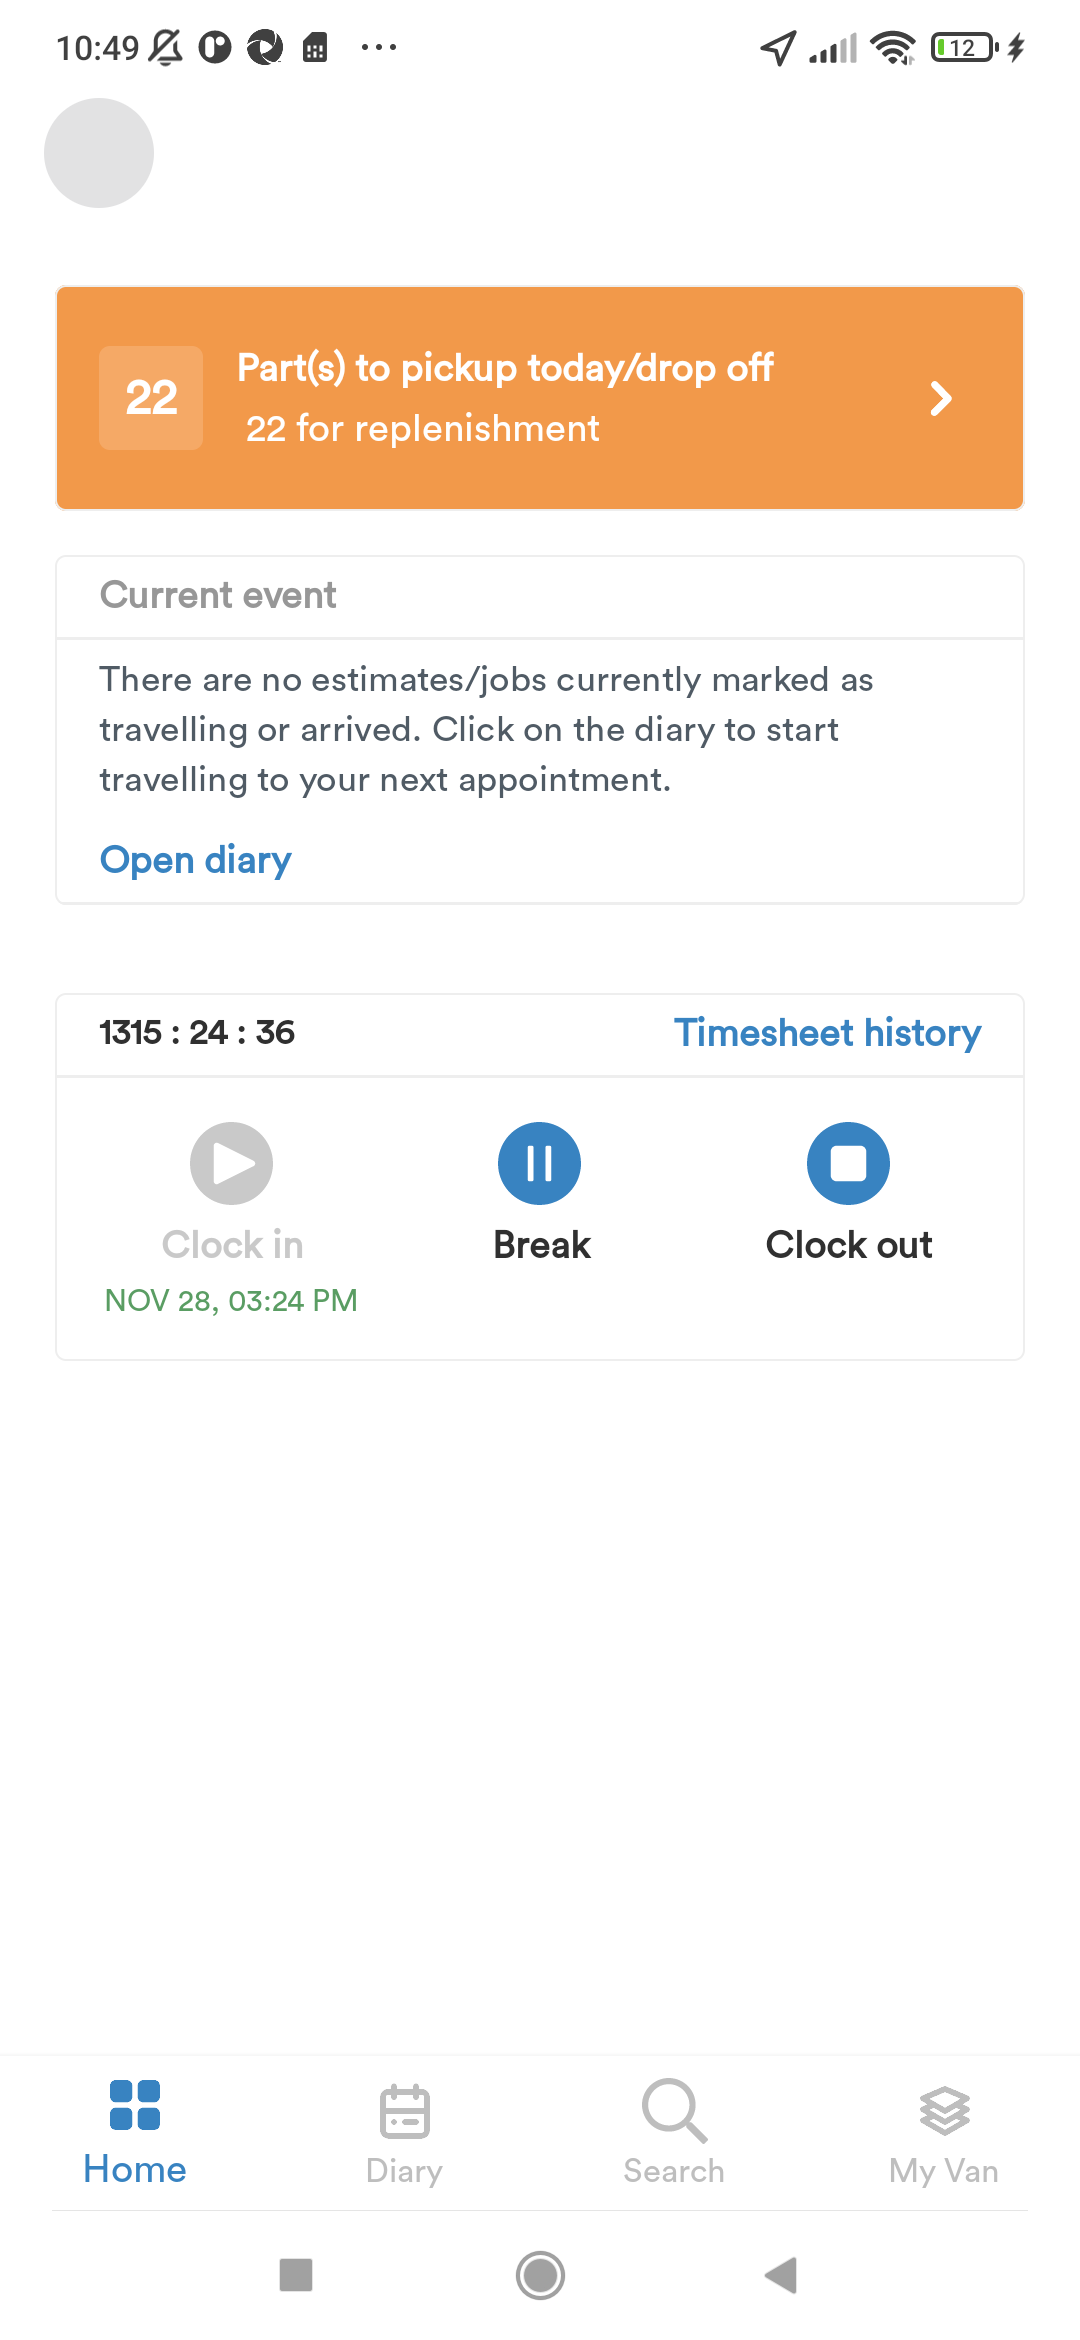 10:49
12
22
Part(s) to pickup today/drop off
22 for replenishment
Current event
There are no estimates/jobs currently marked as
travelling or arrived. Click on the diary to start
travelling to your next appointment.
Open diary
1315 : 24 : 36
Timesheet history
Clock in
Break
Clock out
NOV 28, 03:24 PM
Home
Diary
Search
My Van